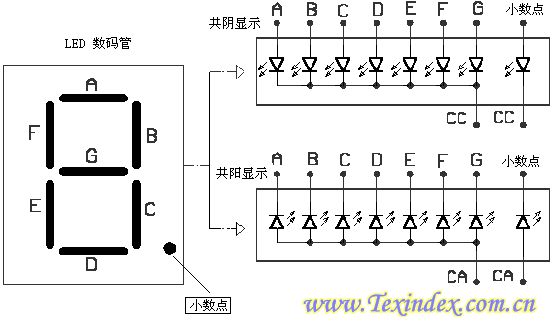 LED 数码管
A
F
B
G
E
C
D
小数点
共阴显示
A B C D E F G 小数点
CC CC
共阳显示
A B C D E F G 小数点
CA CA
www.Texindex.com.cn